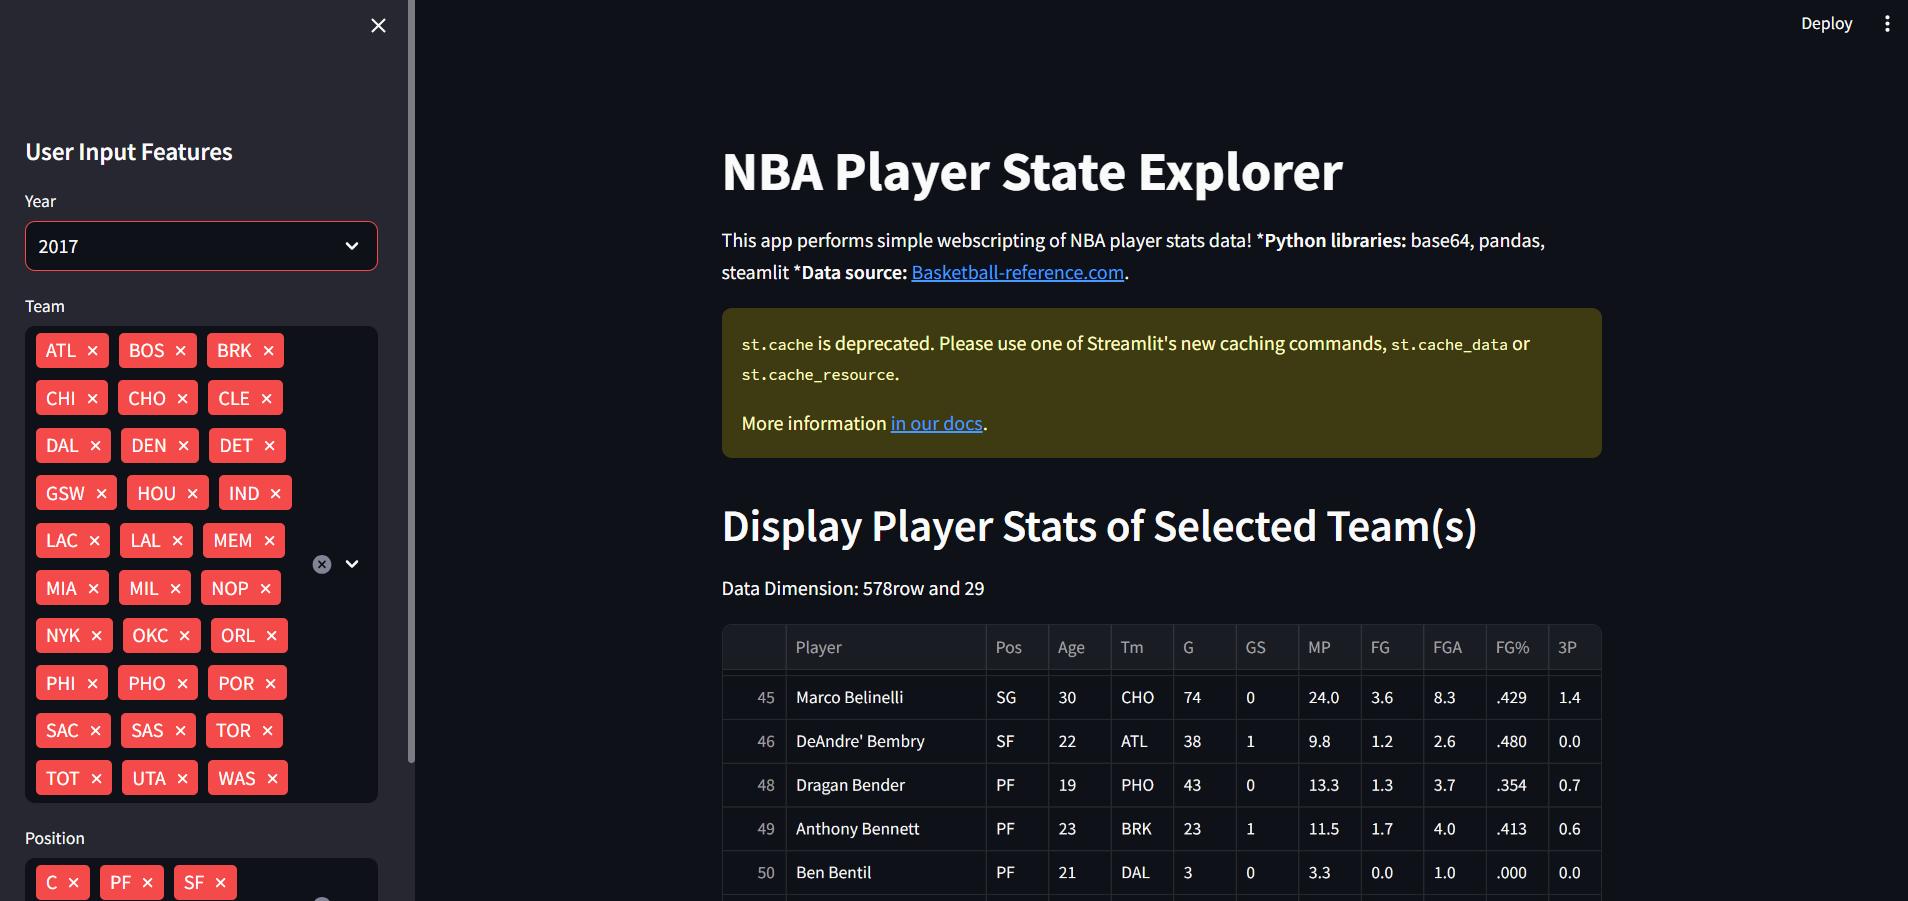 Deploy
User Input Features
Year
2017
Team
ATL BOS BRK
CHI CHO CLE
DAL DEN DET
GSW HOU IND
LAC LAL MEM
MIA MIL NOP
NYK OKC ORL
PHI PHO POR
SAC SAS TOR
TOT UTA WAS
Position
C PF SF
NBA Player State Explorer
This app performs simple webscripting of NBA player stats data! *Python libraries: base64, pandas,
steamlit *Data source: Basketball-reference.com.
st.cache is deprecated. Please use one of Streamlit's new caching commands, st.cache_data or
st.cache_resource.
More information in our docs.
Display Player Stats of Selected Team(s)
Data Dimension: 578row and 29
Player Pos Age Tm G GS MP FG FGA FG% 3P
45 Marco Belinelli SG 30 CHO 74 0 24.0 3.6 8.3 .429 1.4
46 DeAndre' Bembry SF 22 ATL 38 1 9.8 1.2 2.6 .480 0.0
48 Dragan Bender PF 19 PHO 43 0 13.3 1.3 3.7 .354 0.7
49 Anthony Bennett PF 23 BRK 23 1 11.5 1.7 4.0 .413 0.6
50 Ben Bentil PF 21 DAL 3 0 3.3 0.0 1.0 .000 0.0